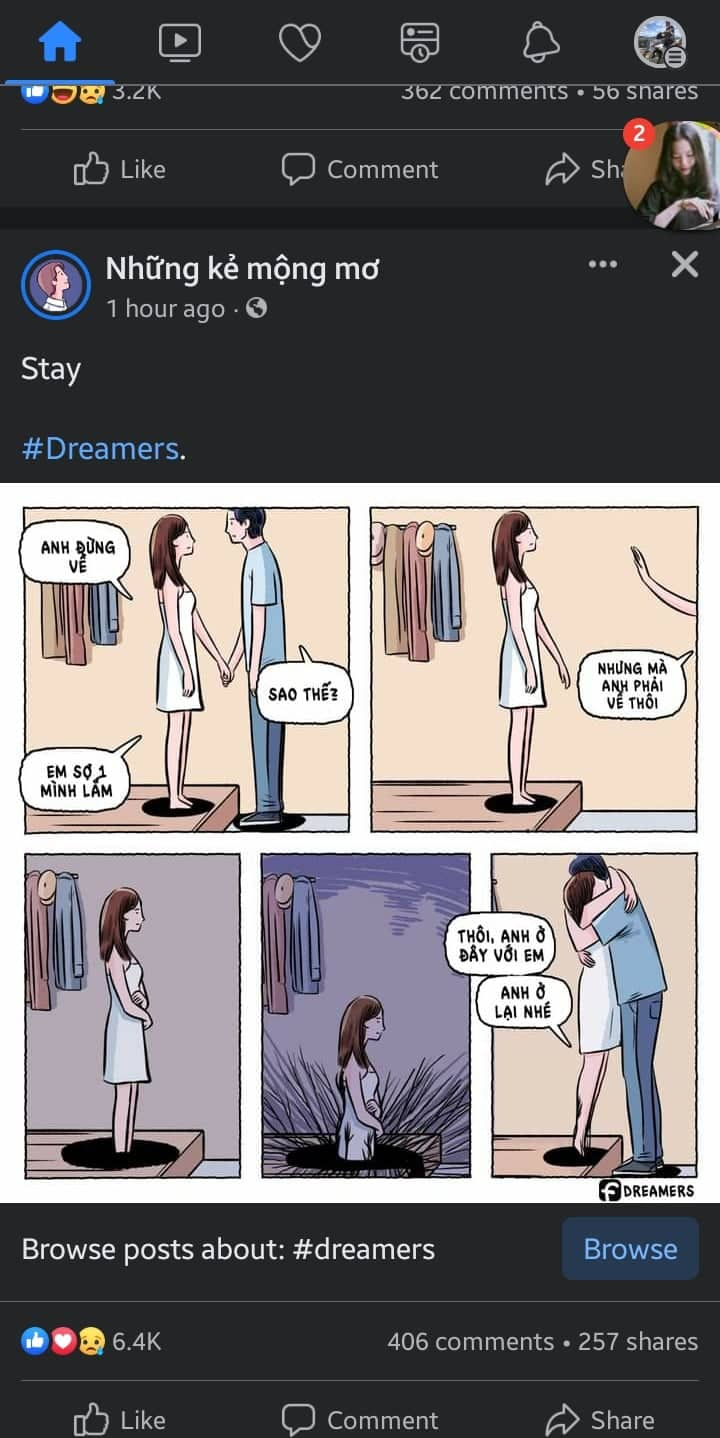 3.2K 362 comments • 56 shares
2
Like Comment Sha
Những kẻ mộng mơ
1 hour ago ·
Stay
#Dreamers.
ANH ĐỪNG
VỀ
SAO THẾ?
EM SỢ 1
MÌNH LẮM
NHƯNG MÀ
ANH PHẢI
VỀ THÔI
THÔI, ANH Ở
ĐÂY VỚI EM
ANH Ở
LẠI NHÉ
f DREAMERS
Browse posts about: #dreamers Browse
6.4K 406 comments • 257 shares
Like Comment Share